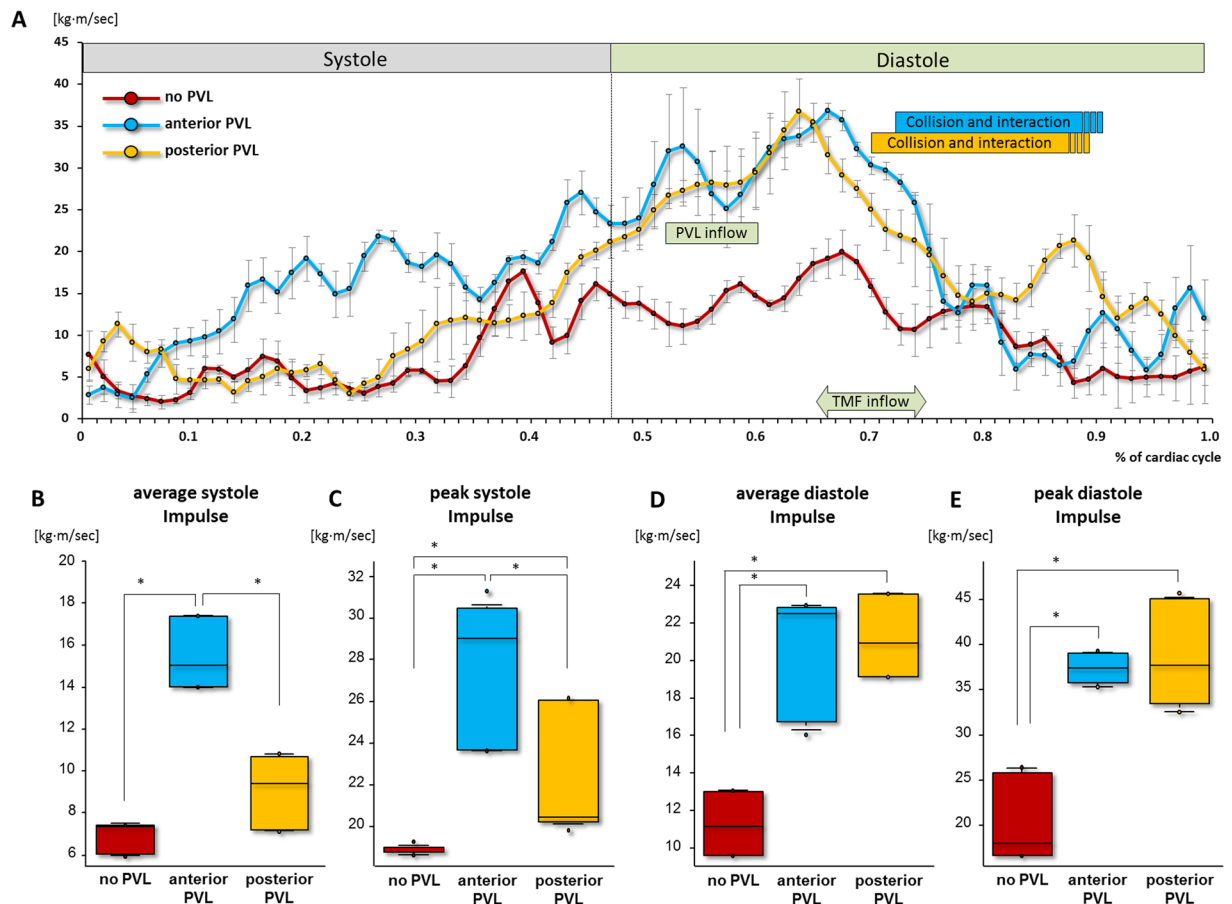 A
[kg·m/sec]
45
40
35
30
25
20
15
10
5
0
Systole
Diastole
no PVL
anterior PVL
posterior PVL
Collision and interaction
Collision and interaction
PVL inflow
TMF inflow
0 0.1 0.2 0.3 0.4 0.5 0.6 0.7 0.8 0.9 1.0
% of cardiac cycle
B
average systole
Impulse
[kg·m/sec]
20
18
16
14
12
10
8
6
*
*
no PVL
anterior
PVL
posterior
PVL
C
peak systole
Impulse
[kg·m/sec]
32
30
28
26
24
22
20
*
*
*
no PVL
anterior
PVL
posterior
PVL
D
average diastole
Impulse
[kg·m/sec]
24
22
20
18
16
14
12
10
*
*
no PVL
anterior
PVL
posterior
PVL
E
peak diastole
Impulse
[kg·m/sec]
45
40
35
30
25
20
*
*
no PVL
anterior
PVL
posterior
PVL